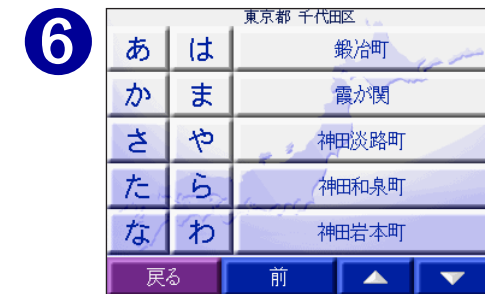 6
東京都 千代田区
あ は 鍛冶町
か ま 霞が関
さ や 神田淡路町
た ら 神田和泉町
な わ 神田岩本町
戻る 前